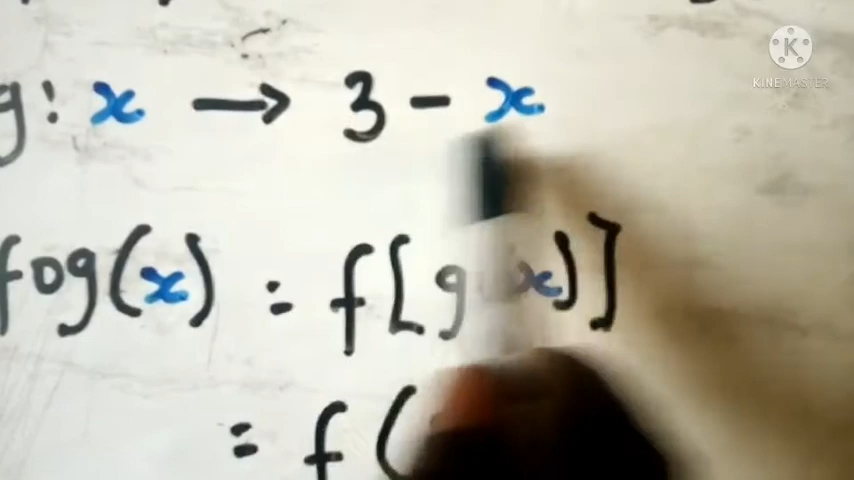 g: x → 3 - x
fog(x) = f[g(x)]
= f(
K
KINEMASTER